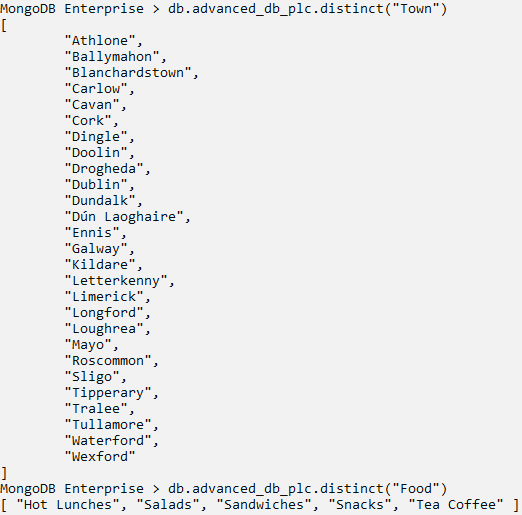 MongoDB Enterprise > db.advanced_db_plc.distinct("Town")
[
        "Athlone",
        "Ballymahon",
        "Blanchardstown",
        "Carlow",
        "Cavan",
        "Cork",
        "Dingle",
        "Doolin",
        "Drogheda",
        "Dublin",
        "Dundalk",
        "Dún Laoghaire",
        "Ennis",
        "Galway",
        "Kildare",
        "Letterkenny",
        "Limerick",
        "Longford",
        "Loughrea",
        "Mayo",
        "Roscommon",
        "Sligo",
        "Tipperary",
        "Tralee",
        "Tullamore",
        "Waterford",
        "Wexford"
]
MongoDB Enterprise > db.advanced_db_plc.distinct("Food")
[ "Hot Lunches", "Salads", "Sandwiches", "Snacks", "Tea Coffee" ]